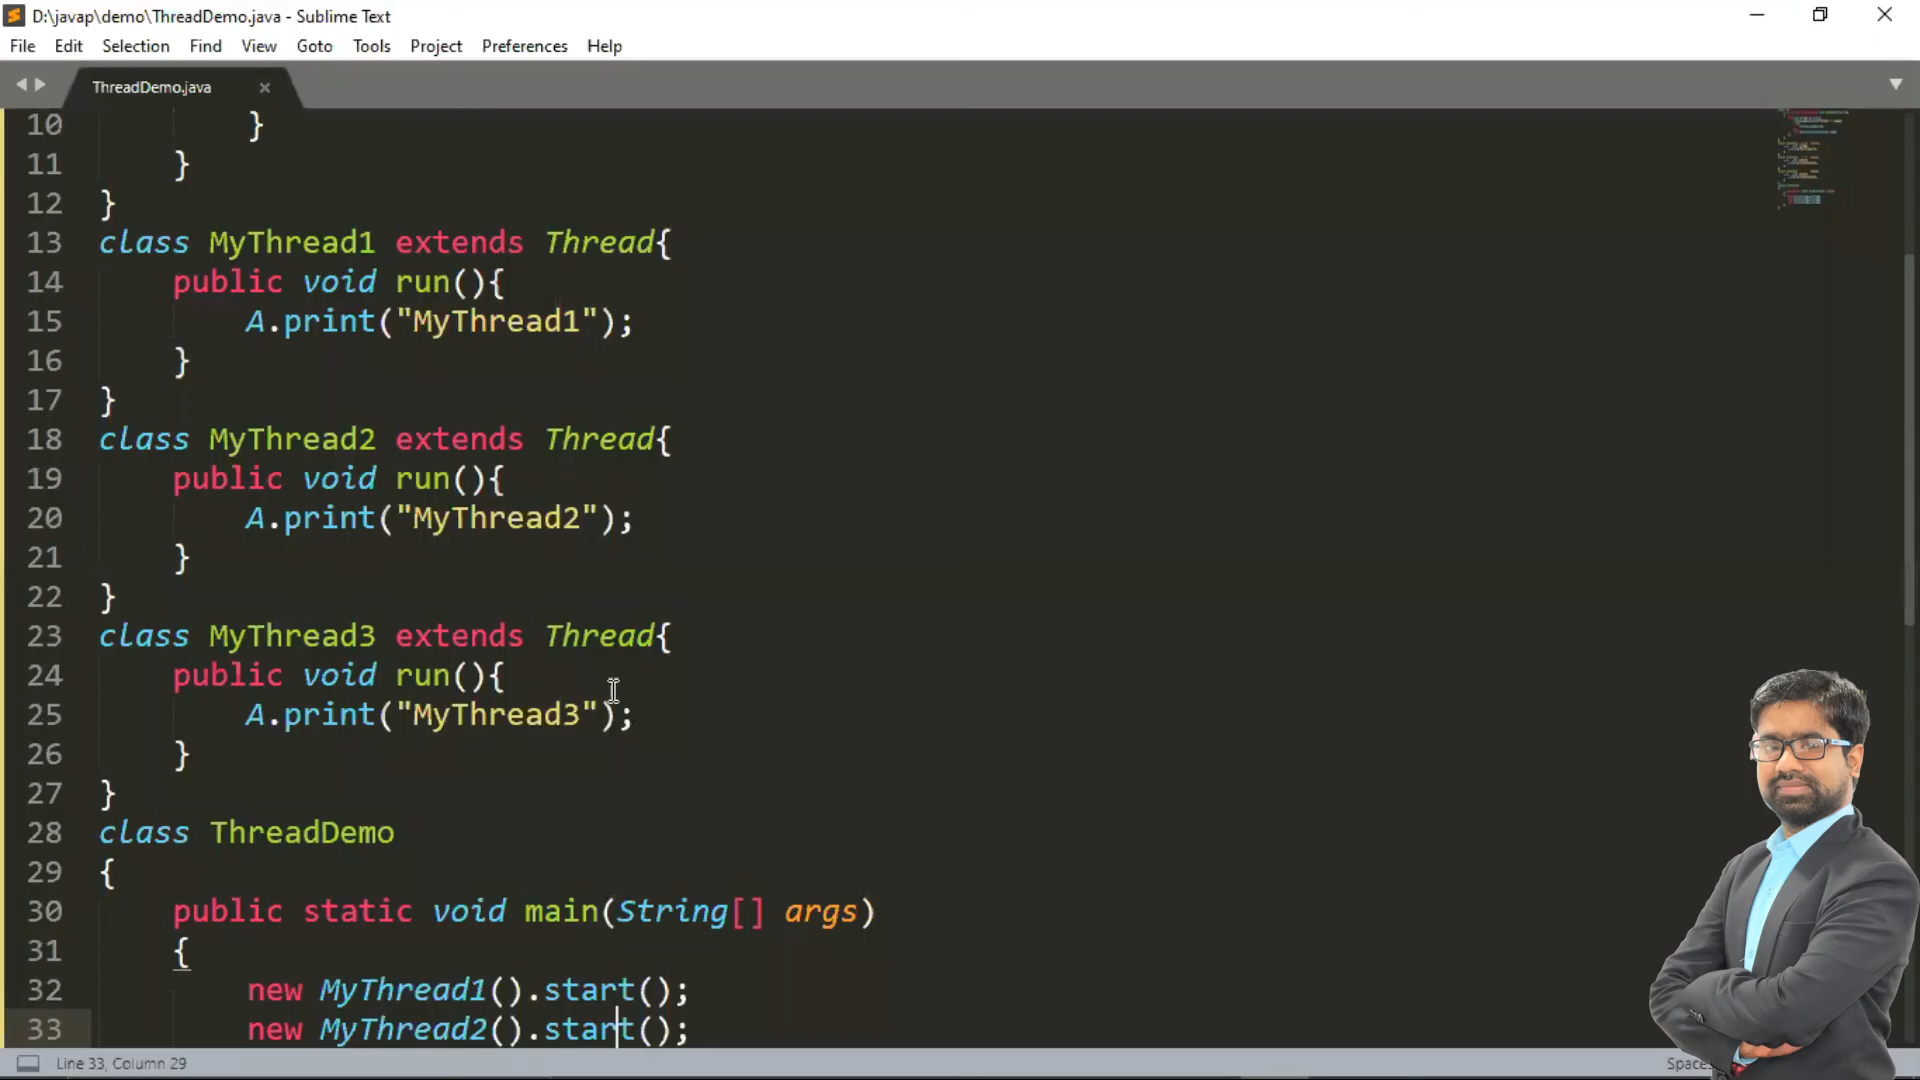 D:\javap\demo\ThreadDemo.java - Sublime Text
File Edit Selection Find View Goto Tools Project Preferences Help
ThreadDemo.java
10 }
11 }
12 }
13 class MyThread1 extends Thread{
14 public void run(){
15 A.print("MyThread1");
16 }
17 }
18 class MyThread2 extends Thread{
19 public void run(){
20 A.print("MyThread2");
21 }
22 }
23 class MyThread3 extends Thread{
24 public void run(){
25 A.print("MyThread3");
26 }
27 }
28 class ThreadDemo
29 {
30 public static void main(String[] args)
31 {
32 new MyThread1().start();
33 new MyThread2().start();
Line 33, Column 29